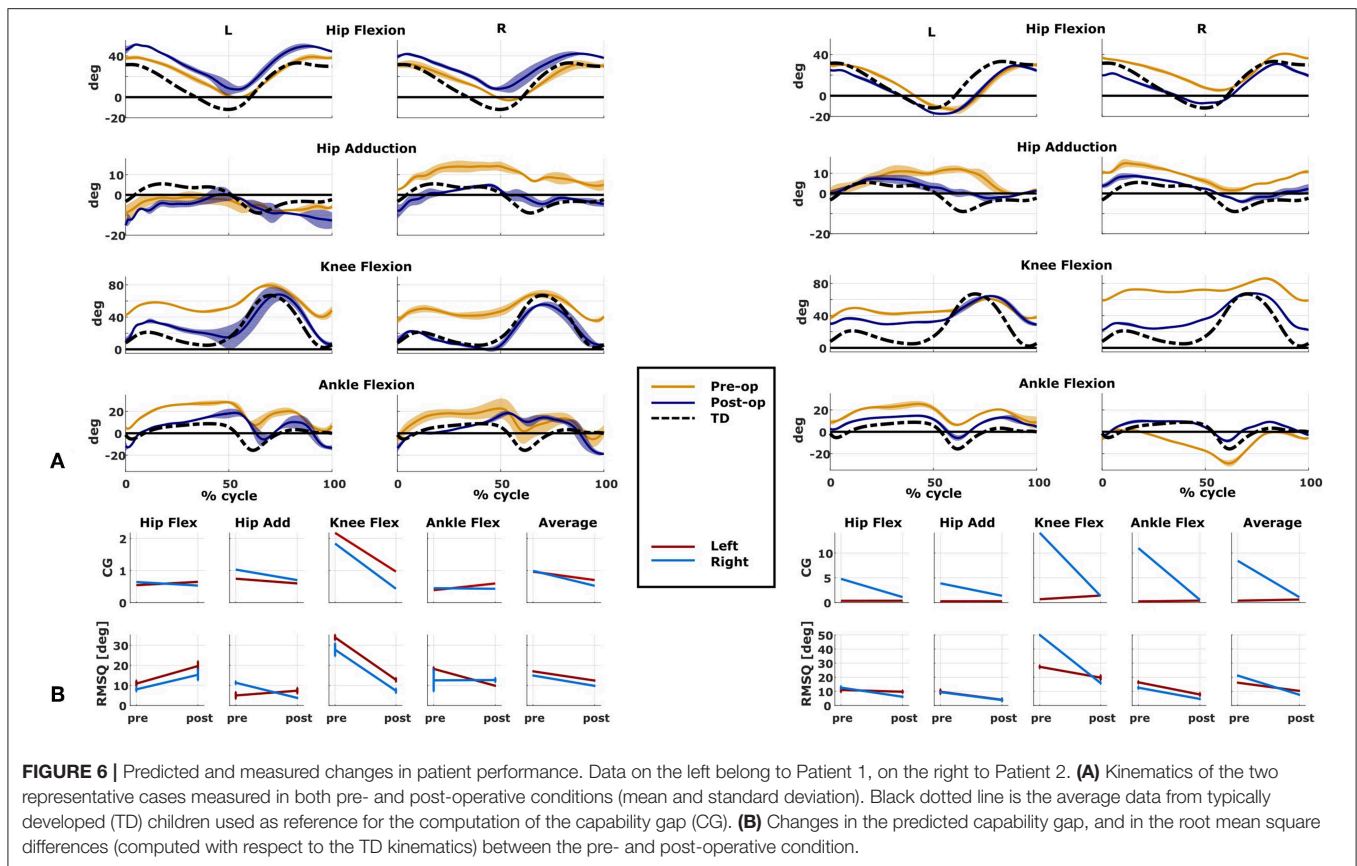 L Hip Flexion R
deg
40
20
0
-20
Hip Adduction
deg
10
0
-20
Knee Flexion
deg
80
40
0
Ankle Flexion
deg
20
0
-20
0 50 100 0 50 100
% cycle % cycle
A
L Hip Flexion R
deg
40
20
0
-20
Hip Adduction
deg
10
0
-20
Knee Flexion
deg
80
40
0
Ankle Flexion
deg
20
0
-20
0 50 100 0 50 100
% cycle % cycle
Pre-op
Post-op
TD
Left
Right
Hip Flex Hip Add Knee Flex Ankle Flex Average
CG
2
1
0
RMSQ [deg]
30
20
10
0
pre post pre post pre post pre post pre post
B
Hip Flex Hip Add Knee Flex Ankle Flex Average
CG
10
5
0
RMSQ [deg]
50
40
30
20
10
0
pre post pre post pre post pre post pre post
FIGURE 6 | Predicted and measured changes in patient performance. Data on the left belong to Patient 1, on the right to Patient 2. (A) Kinematics of the two
representative cases measured in both pre- and post-operative conditions (mean and standard deviation). Black dotted line is the average data from typically
developed (TD) children used as reference for the computation of the capability gap (CG). (B) Changes in the predicted capability gap, and in the root mean square
differences (computed with respect to the TD kinematics) between the pre- and post-operative condition.